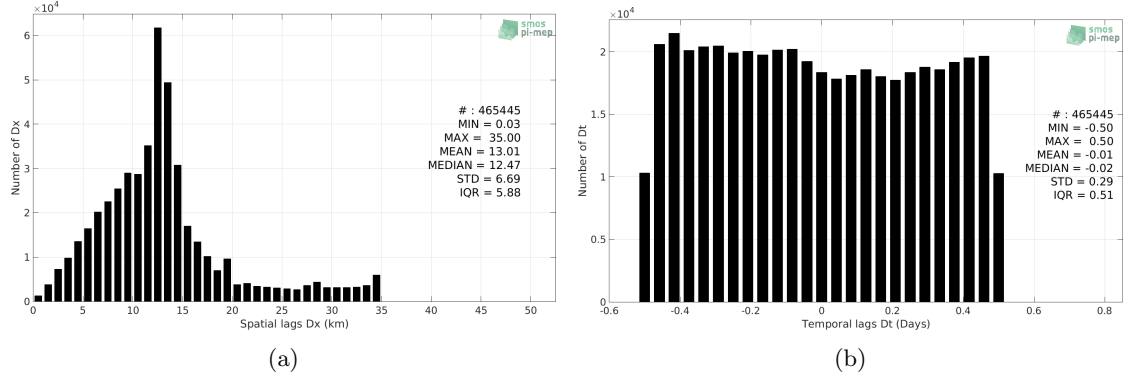 ×10⁴
smos
pi-mep
6
5
4
3
2
1
0
Number of Dx
# : 465445
MIN = 0.03
MAX = 35.00
MEAN = 13.01
MEDIAN = 12.47
STD = 6.69
IQR = 5.88
0 5 10 15 20 25 30 35 40 45 50
Spatial lags Dx (km)
(a)
×10⁴
smos
pi-mep
2
1.5
1
0.5
0
Number of Dt
# : 465445
MIN = -0.50
MAX = 0.50
MEAN = -0.01
MEDIAN = -0.02
STD = 0.29
IQR = 0.51
-0.6 -0.4 -0.2 0 0.2 0.4 0.6 0.8
Temporal lags Dt (Days)
(b)